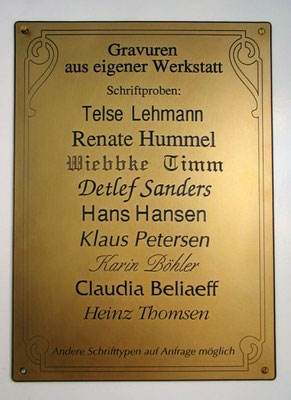 Gravuren
aus eigener Werkstatt
Schriftproben:
Telse Lehmann
Renate Hummel
Wiebbke Timm
Detlef Sanders
Hans Hansen
Klaus Petersen
Karin Böhler
Claudia Beliaeff
Heinz Thomsen
Andere Schrifttypen auf Anfrage möglich